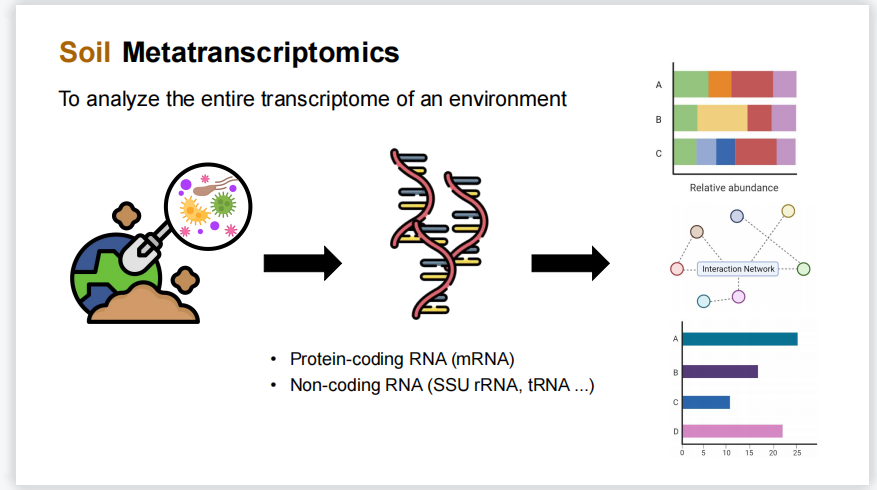 Soil Metatranscriptomics
To analyze the entire transcriptome of an environment
A
B
C
Relative abundance
Interaction Network
• Protein-coding RNA (mRNA)
• Non-coding RNA (SSU rRNA, tRNA ...)
A
B
C
D
0 5 10 15 20 25